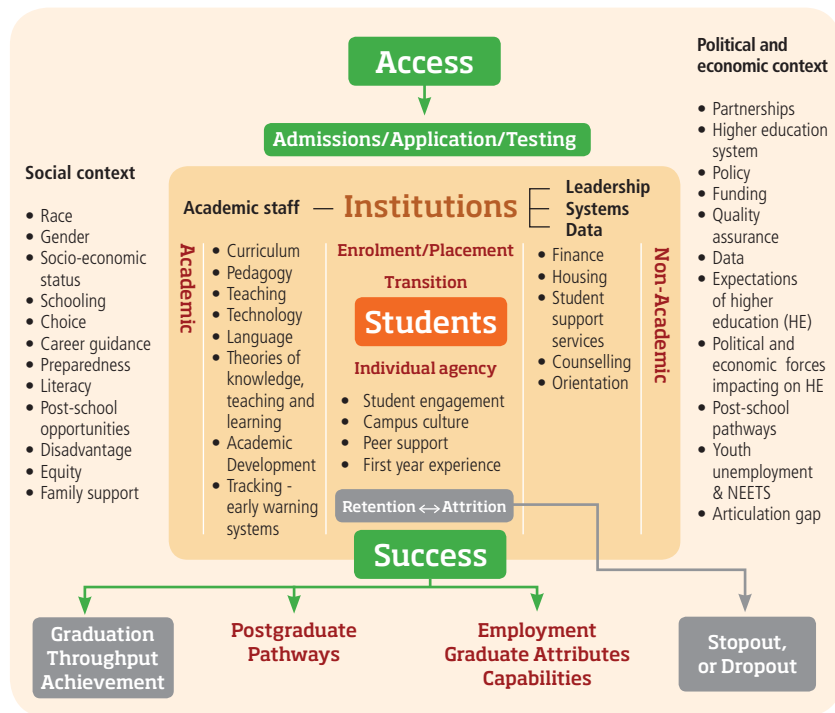 Access
Admissions/Application/Testing
Social context
• Race
• Gender
• Socio-economic
status
• Schooling
• Choice
• Career guidance
• Preparedness
• Literacy
• Post-school
opportunities
• Disadvantage
• Equity
• Family support
Academic staff — Institutions
Leadership
Systems
Data
Academic
• Curriculum
• Pedagogy
• Teaching
• Technology
• Language
• Theories of
knowledge,
teaching and
learning
• Academic
Development
• Tracking -
early warning
systems
Enrolment/Placement
Transition
Students
Individual agency
• Student engagement
• Campus culture
• Peer support
• First year experience
Retention ↔ Attrition
• Finance
• Housing
• Student
support
services
• Counselling
• Orientation
Non-Academic
Political and
economic context
• Partnerships
• Higher education
system
• Policy
• Funding
• Quality
assurance
• Data
• Expectations
of higher
education (HE)
• Political and
economic forces
impacting on HE
• Post-school
pathways
• Youth
unemployment
& NEETS
• Articulation gap
Success
Graduation
Throughput
Achievement
Postgraduate
Pathways
Employment
Graduate Attributes
Capabilities
Stopout,
or Dropout